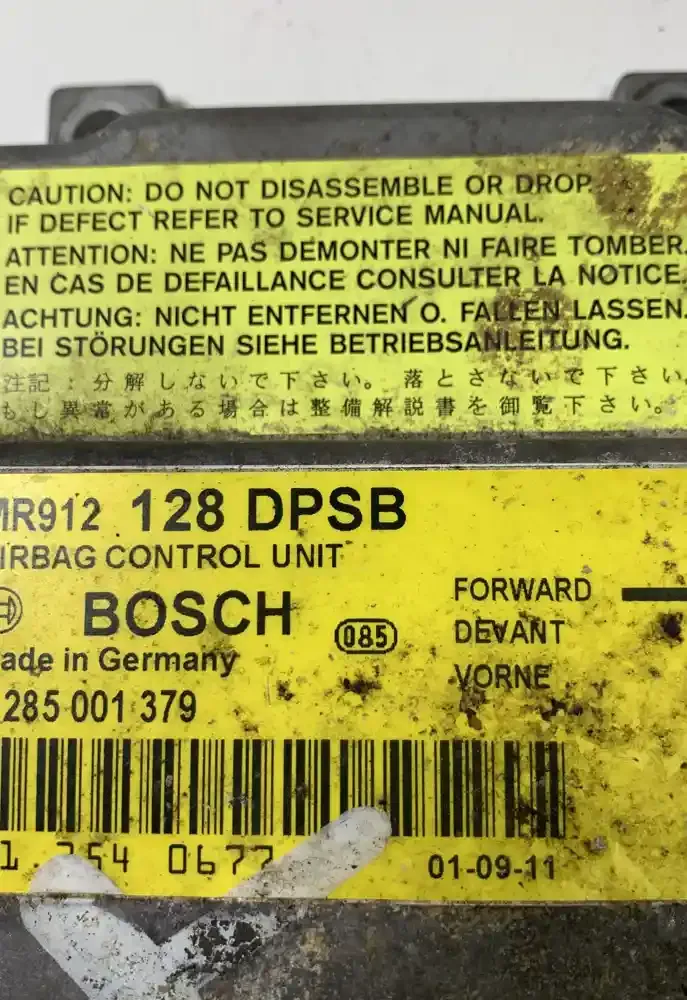 CAUTION: DO NOT DISASSEMBLE OR DROP.
IF DEFECT REFER TO SERVICE MANUAL.
ATTENTION: NE PAS DEMONTER NI FAIRE TOMBER.
EN CAS DE DEFAILLANCE CONSULTER LA NOTICE.
ACHTUNG: NICHT ENTFERNEN O. FALLEN LASSEN.
BEI STÖRUNGEN SIEHE BETRIEBSANLEITUNG.
注記:分解しないで下さい。落とさないで下さい
もし異常がある場合は整備解説書を御覧下さい。
MR912 128 DPSB
AIRBAG CONTROL UNIT
BOSCH 085
FORWARD
DEVANT
VORNE
Made in Germany
285 001 379
0677 01-09-11